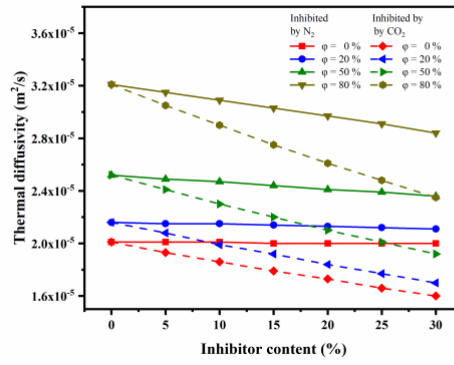 Inhibited Inhibited by
by N₂ by CO₂
φ = 0 % φ = 0 %
φ = 20 % φ = 20 %
φ = 50 % φ = 50 %
φ = 80 % φ = 80 %
3.6x10⁻⁵
3.2x10⁻⁵
2.8x10⁻⁵
2.4x10⁻⁵
2.0x10⁻⁵
1.6x10⁻⁵
Thermal diffusivity (m²/s)
0 5 10 15 20 25 30
Inhibitor content (%)